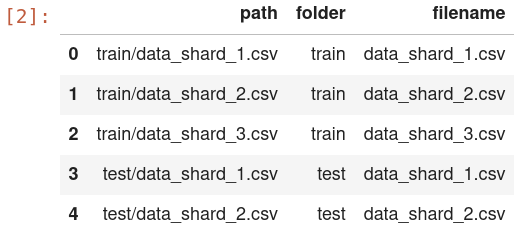 [2]: path folder filename
0 train/data_shard_1.csv train data_shard_1.csv
1 train/data_shard_2.csv train data_shard_2.csv
2 train/data_shard_3.csv train data_shard_3.csv
3 test/data_shard_1.csv test data_shard_1.csv
4 test/data_shard_2.csv test data_shard_2.csv